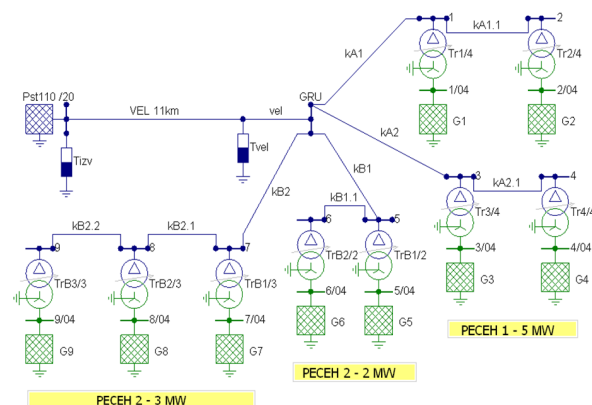 1
kA1.1
2
kA1
Tr1/4
Tr2/4
1/04
2/04
G1
G2
Pst110 /20
GRU
VEL 11km
vel
Tizv
Tvel
kA2
kB1
kB2
3
kA2.1
4
Tr3/4
Tr4/4
3/04
4/04
G3
G4
kB2.2
kB2.1
kB1.1
9
8
7
6
5
TrB3/3
TrB2/3
TrB1/3
TrB2/2
TrB1/2
9/04
8/04
7/04
6/04
5/04
G9
G8
G7
G6
G5
РЕСЕН 1 - 5 MW
РЕСЕН 2 - 2 MW
РЕСЕН 2 - 3 MW